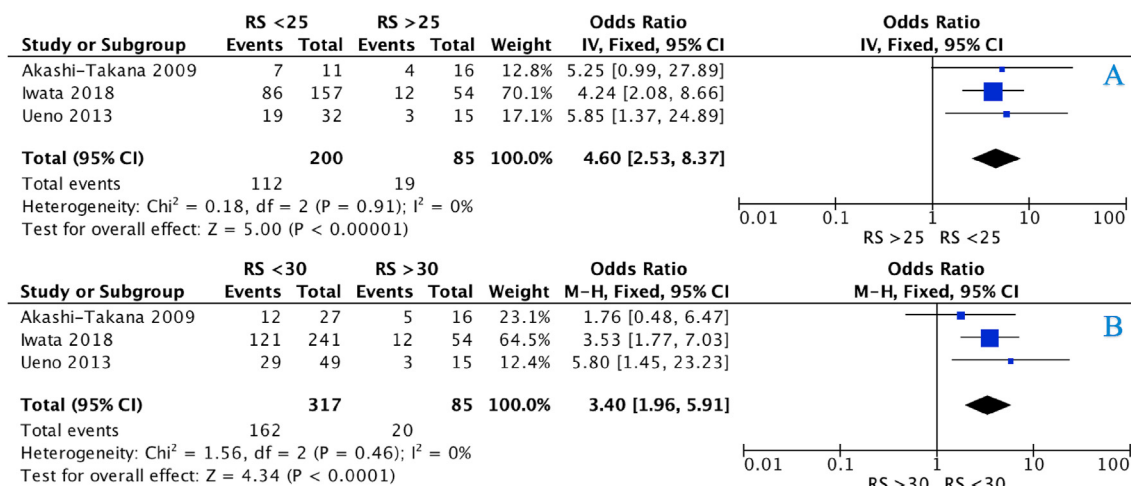 RS <25 RS >25 Odds Ratio Odds Ratio
Study or Subgroup Events Total Events Total Weight IV, Fixed, 95% CI IV, Fixed, 95% CI
Akashi-Takana 2009 7 11 4 16 12.8% 5.25 [0.99, 27.89] A
Iwata 2018 86 157 12 54 70.1% 4.24 [2.08, 8.66]
Ueno 2013 19 32 3 15 17.1% 5.85 [1.37, 24.89]
Total (95% CI) 200 85 100.0% 4.60 [2.53, 8.37]
Total events 112 19
Heterogeneity: Chi² = 0.18, df = 2 (P = 0.91); I² = 0%
Test for overall effect: Z = 5.00 (P < 0.00001)
0.01 0.1 1 10 100
RS >25 RS <25
RS <30 RS >30 Odds Ratio Odds Ratio
Study or Subgroup Events Total Events Total Weight M-H, Fixed, 95% CI M-H, Fixed, 95% CI
Akashi-Takana 2009 12 27 5 16 23.1% 1.76 [0.48, 6.47] B
Iwata 2018 121 241 12 54 64.5% 3.53 [1.77, 7.03]
Ueno 2013 29 49 3 15 12.4% 5.80 [1.45, 23.23]
Total (95% CI) 317 85 100.0% 3.40 [1.96, 5.91]
Total events 162 20
Heterogeneity: Chi² = 1.56, df = 2 (P = 0.46); I² = 0%
Test for overall effect: Z = 4.34 (P < 0.0001)
0.01 0.1 1 10 100
RS >30 RS <30